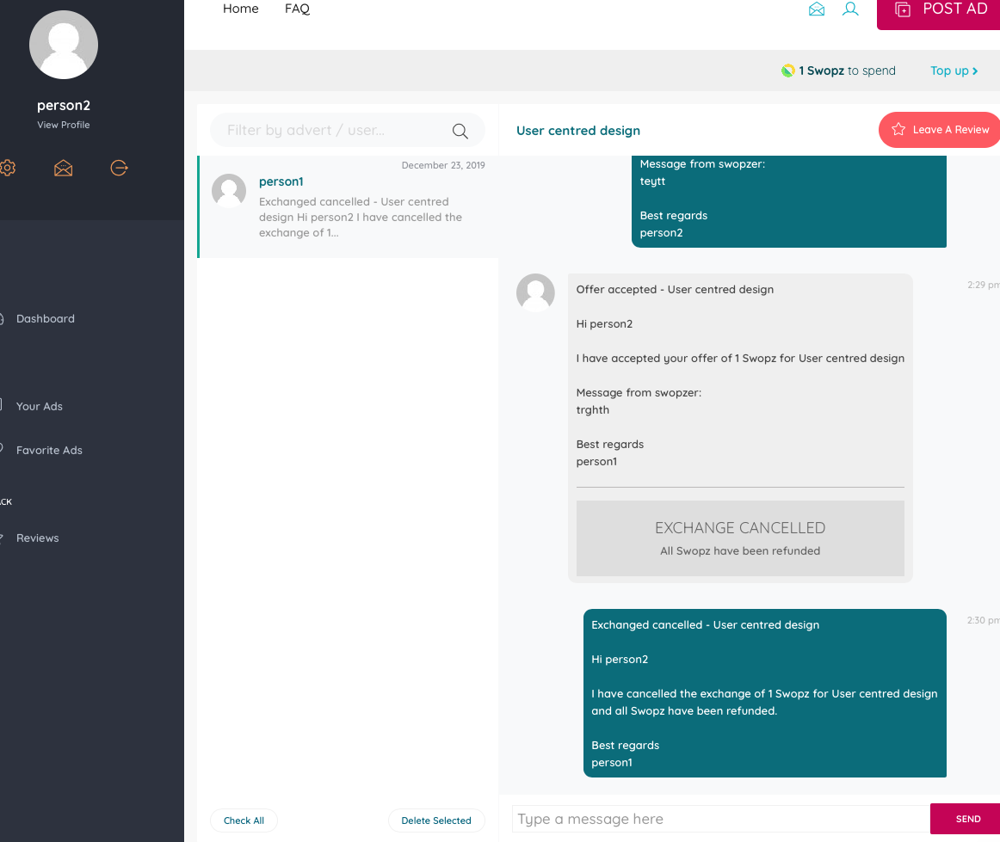 Home
FAQ
POST AD
person2
View Profile
1 Swopz to spend
Top up
Dashboard
Your Ads
Favorite Ads
Reviews
Filter by advert / user...
December 23, 2019
person1
Exchanged cancelled - User centred
design Hi person2 I have cancelled the
exchange of 1...
Check All
Delete Selected
User centred design
Leave A Review
Message from swopzer:
teytt
Best regards
person2
2:29 pm
Offer accepted - User centred design
Hi person2
I have accepted your offer of 1 Swopz for User centred design
Message from swopzer:
trghth
Best regards
person1
EXCHANGE CANCELLED
All Swopz have been refunded
2:30 pm
Exchanged cancelled - User centred design
Hi person2
I have cancelled the exchange of 1 Swopz for User centred design
and all Swopz have been refunded.
Best regards
person1
Type a message here
SEND